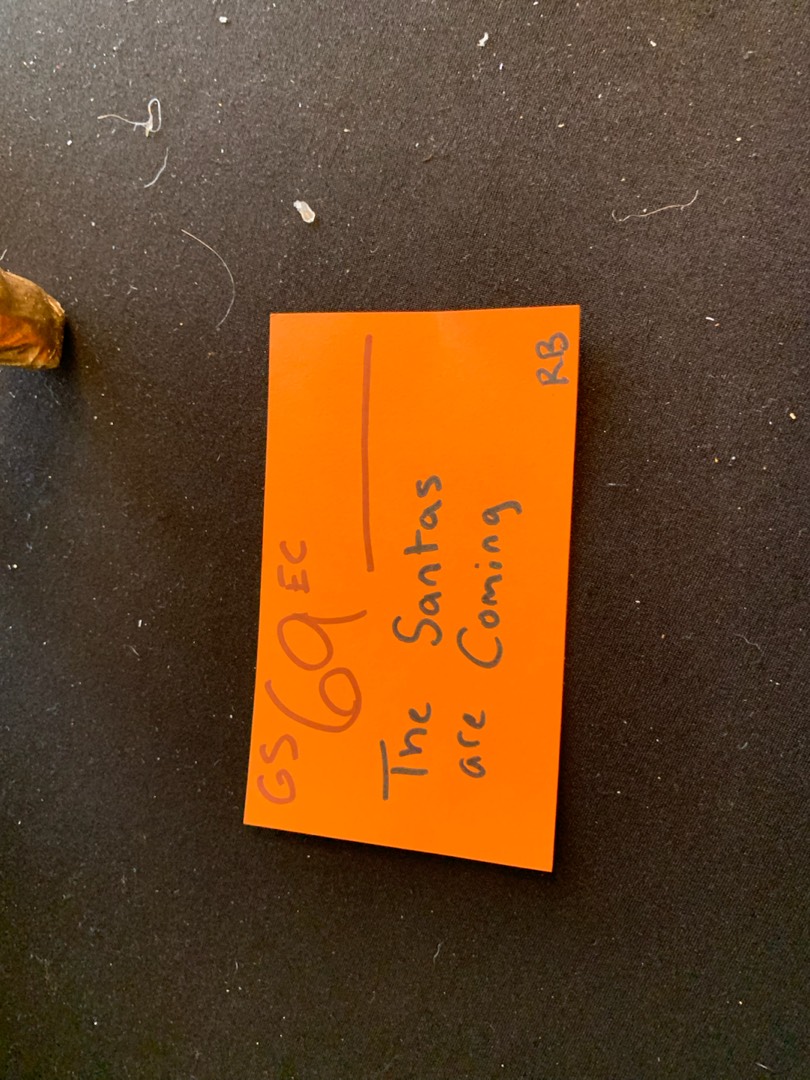 GS 69 EC
The Santas
are Coming
RB